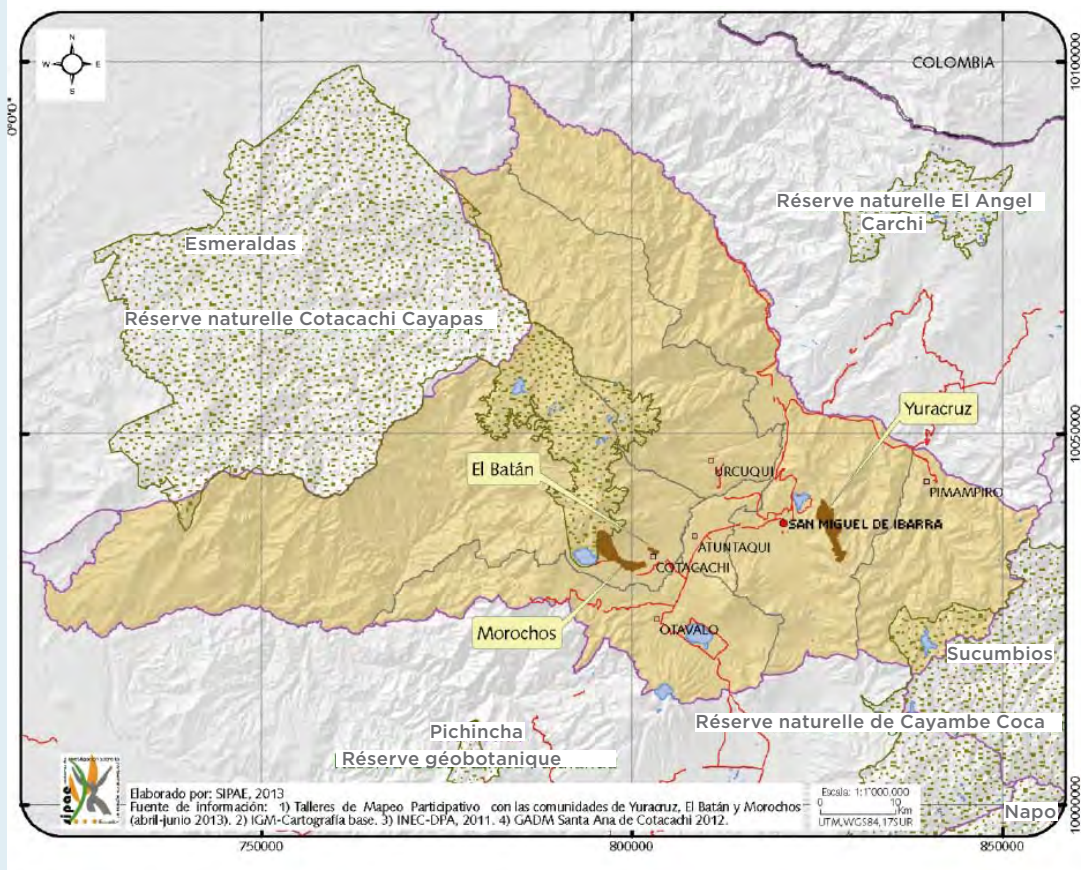 N
W E
S
COLOMBIA
10100000
0°0'0"
Réserve naturelle El Angel
Carchi
Esmeraldas
Réserve naturelle Cotacachi Cayapas
Yuracruz
10050000
El Batán
URCUQUI
PIMAMPIRO
SAN MIGUEL DE IBARRA
ATUNTAQUI
COTACACHI
Morochos
OTAVALO
Sucumbios
Réserve naturelle de Cayambe Coca
Pichincha
Réserve géobotanique
sipae
Elaborado por: SIPAE, 2013
Fuente de información: 1) Talleres de Mapeo Participativo con las comunidades de Yuracruz, El Batán y Morochos
(abril-junio 2013). 2) IGM-Cartografía base. 3) INEC-DPA, 2011. 4) GADM Santa Ana de Cotacachi 2012.
Escala: 1:1'000.000
0 10
Km
UTM,WGS84,17SUR
Napo
10000000
750000 800000 850000